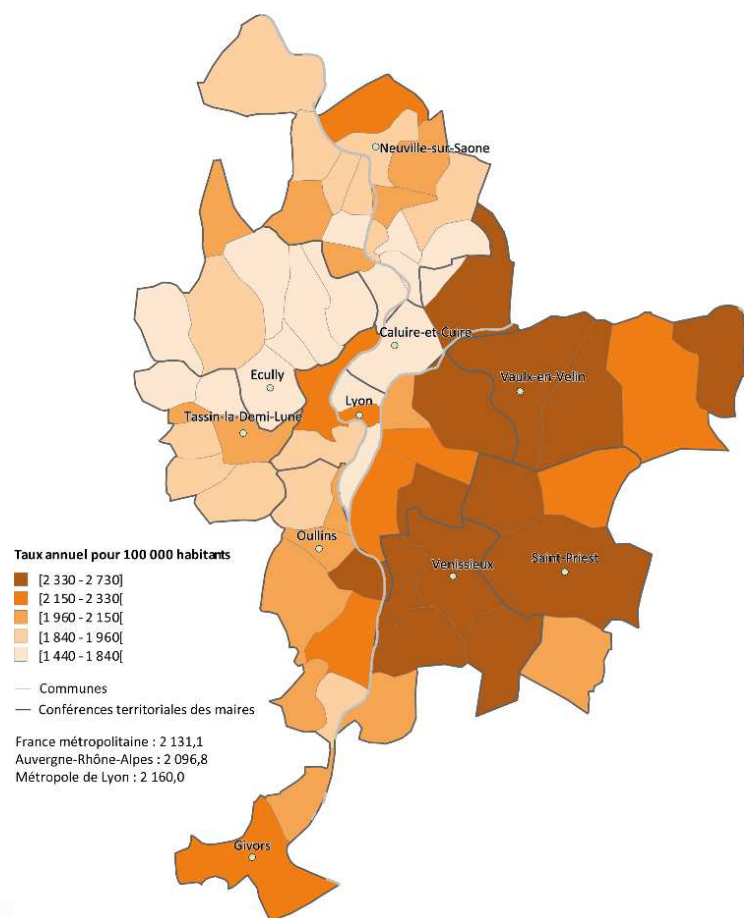 Neuville-sur-Saone
Caluire-et-Cuire
Ecully
Vaulx-en-Velin
Lyon
Tassin-la-Demi-Lune
Oullins
Venissieux
Saint-Priest
Givors
Taux annuel pour 100 000 habitants
[2 330 - 2 730]
[2 150 - 2 330[
[1 960 - 2 150[
[1 840 - 1 960[
[1 440 - 1 840[
Communes
Conférences territoriales des maires
France métropolitaine : 2 131,1
Auvergne-Rhône-Alpes : 2 096,8
Métropole de Lyon : 2 160,0